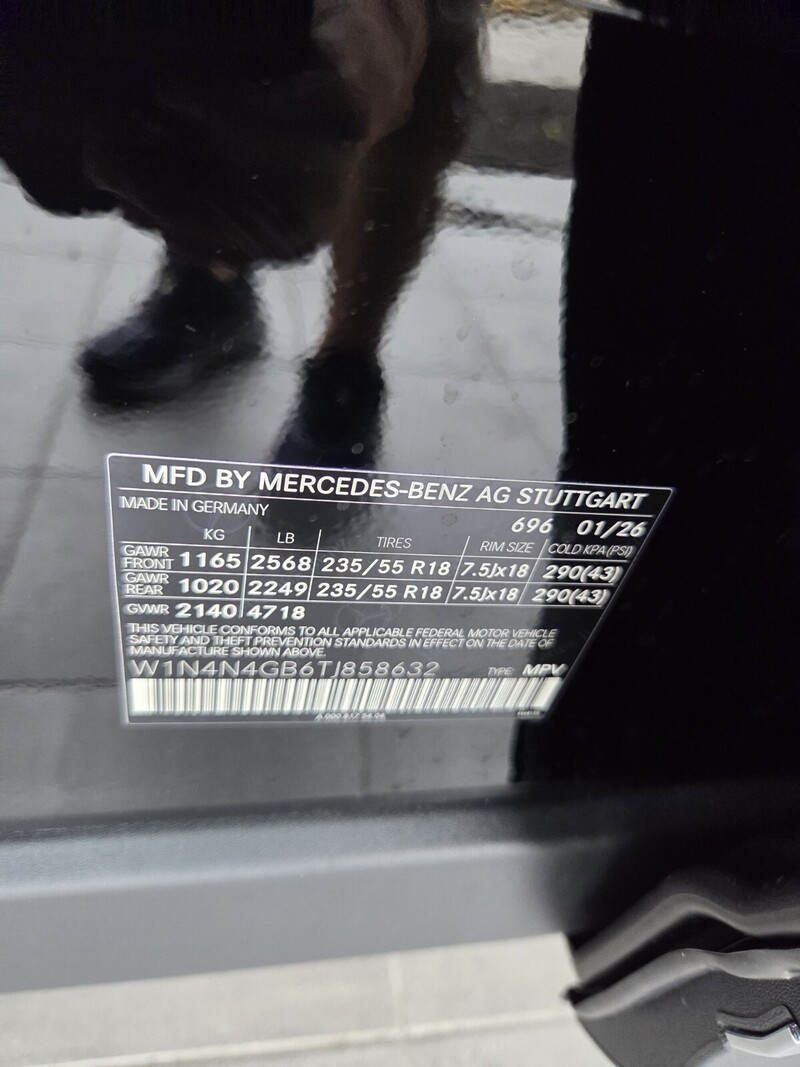 MFD BY MERCEDES-BENZ AG STUTTGART
MADE IN GERMANY
696 01/26
KG LB TIRES RIM SIZE COLD KPA (PSI)
GAWR FRONT 1165 2568 235/55 R18 7.5Jx18 290(43)
GAWR REAR 1020 2249 235/55 R18 7.5Jx18 290(43)
GVWR 2140 4718
THIS VEHICLE CONFORMS TO ALL APPLICABLE FEDERAL MOTOR VEHICLE
SAFETY AND THEFT PREVENTION STANDARDS IN EFFECT ON THE DATE OF
MANUFACTURE SHOWN ABOVE.
W1N4N4GB6TJ858632 TYPE: MPV